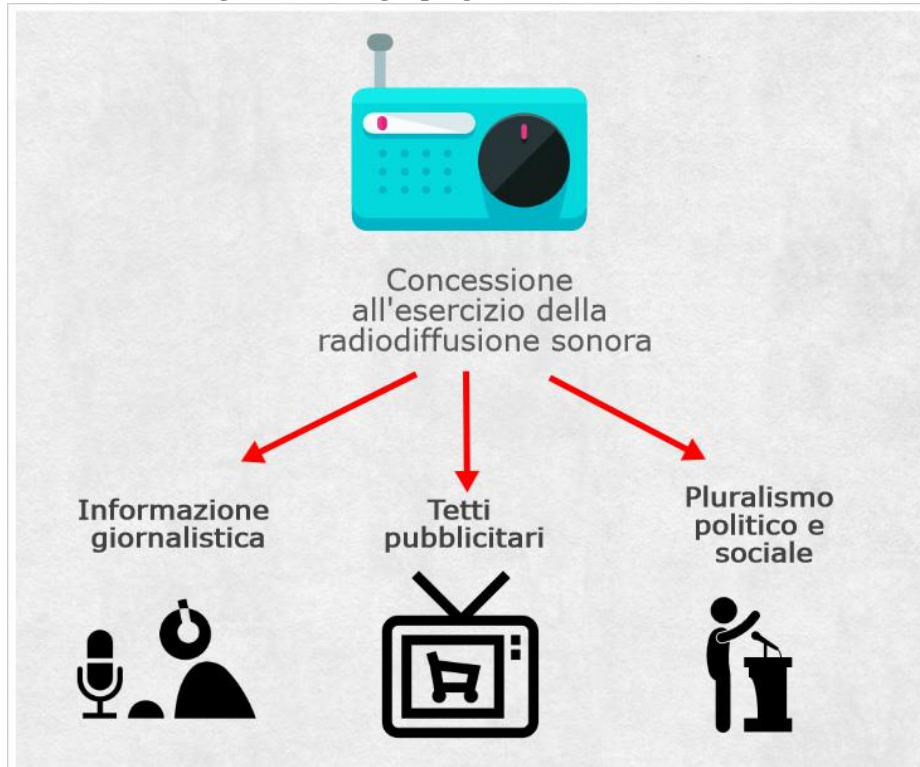 Concessione
all'esercizio della
radiodiffusione sonora
Informazione
giornalistica
Tetti
pubblicitari
Pluralismo
politico e
sociale